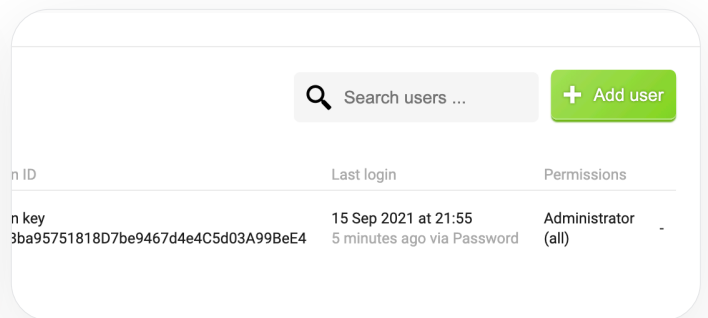 Search users ...
Add user
n ID
Last login
Permissions
n key
15 Sep 2021 at 21:55
Administrator
3ba95751818D7be9467d4e4C5d03A99BeE4
5 minutes ago via Password
(all)
-